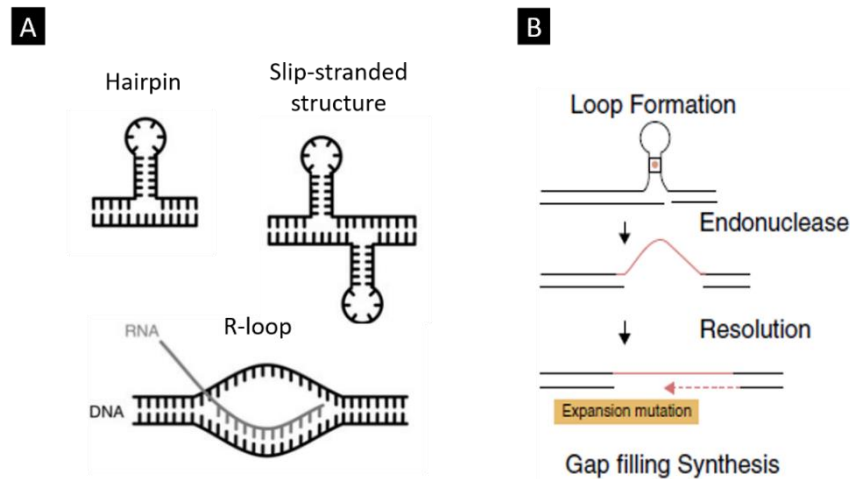 A
Hairpin
Slip-stranded
structure
R-loop
RNA
DNA
B
Loop Formation
Endonuclease
Resolution
Expansion mutation
Gap filling Synthesis